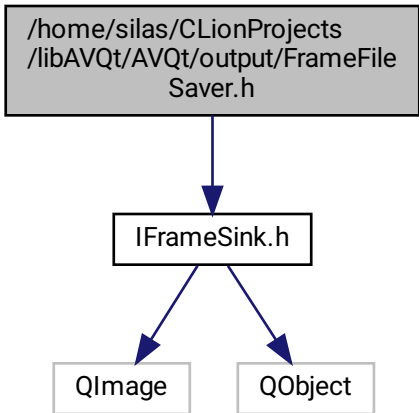 /home/silas/CLionProjects
/libAVQt/AVQt/output/FrameFile
Saver.h
IFrameSink.h
QImage
QObject